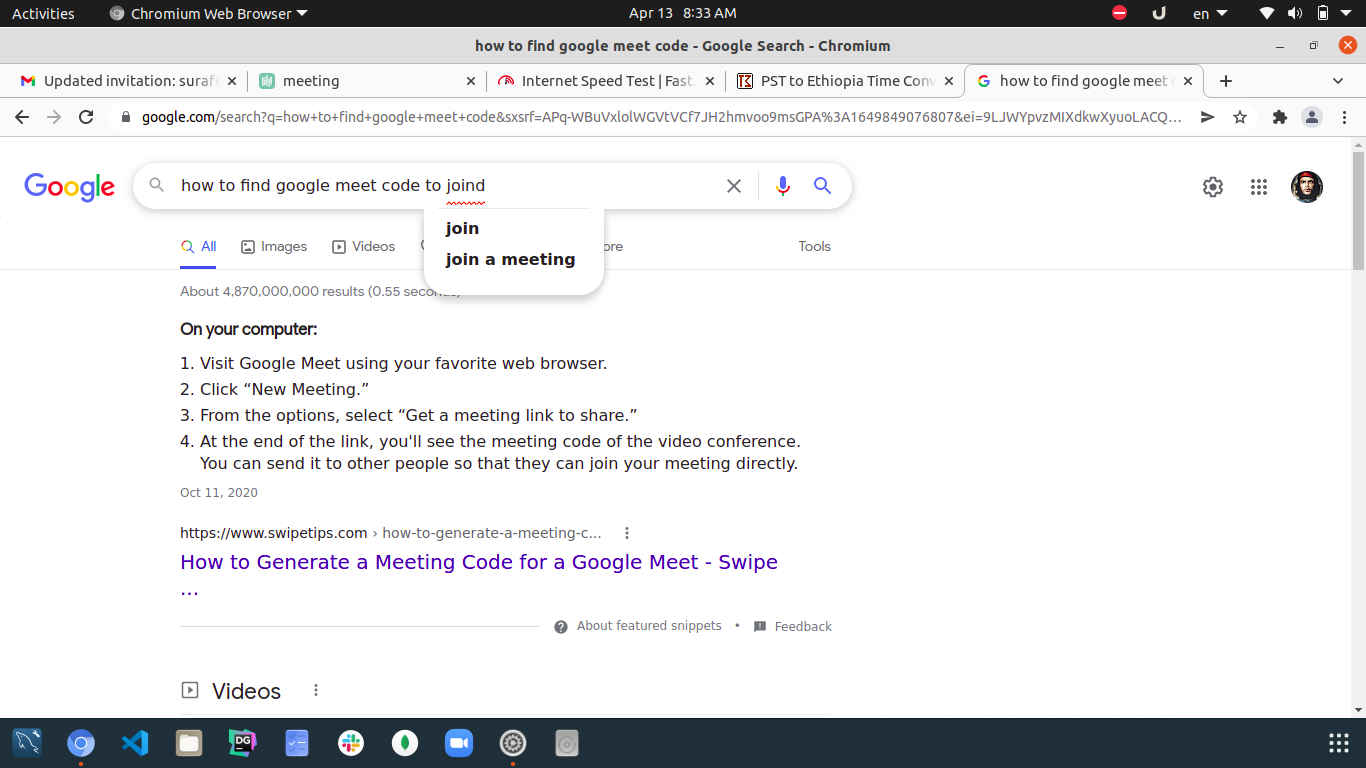 Activities
Chromium Web Browser
Apr 13 8:33 AM
en
how to find google meet code - Google Search - Chromium
Updated invitation: suraf
meeting
Internet Speed Test | Fast.
PST to Ethiopia Time Conv
how to find google meet
google.com/search?q=how+to+find+google+meet+code&sxsrf=APq-WBuVxlolWGVtVCf7JH2hmvoo9msGPA%3A1649849076807&ei=9LJWYpvzMIXdkwXyuoLACQ…
Google
how to find google meet code to joind
join
join a meeting
All
Images
Videos
ore
Tools
About 4,870,000,000 results (0.55 seconds)
On your computer:
1. Visit Google Meet using your favorite web browser.
2. Click “New Meeting.”
3. From the options, select “Get a meeting link to share.”
4. At the end of the link, you'll see the meeting code of the video conference.
You can send it to other people so that they can join your meeting directly.
Oct 11, 2020
https://www.swipetips.com › how-to-generate-a-meeting-c...
How to Generate a Meeting Code for a Google Meet - Swipe
...
About featured snippets • Feedback
Videos
DG